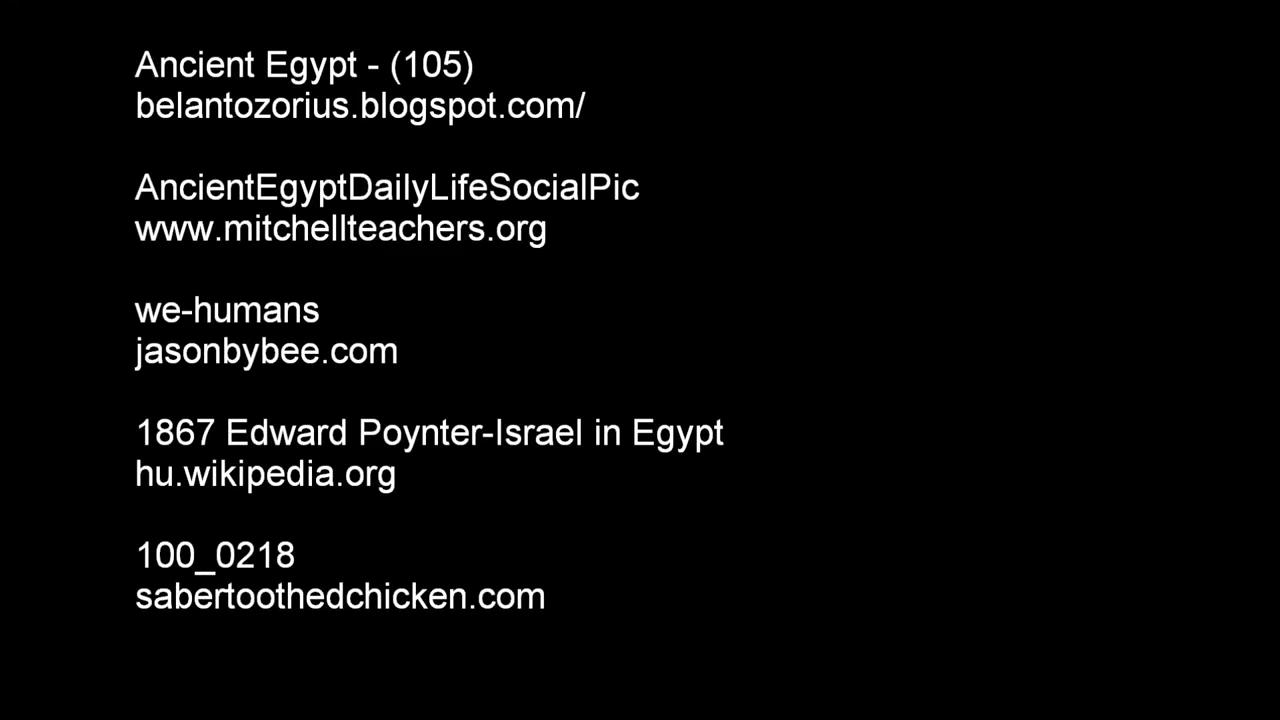 Ancient Egypt - (105)
belantozorius.blogspot.com/
AncientEgyptDailyLifeSocialPic
www.mitchellteachers.org
we-humans
jasonbybee.com
1867 Edward Poynter-Israel in Egypt
hu.wikipedia.org
100_0218
sabertoothedchicken.com